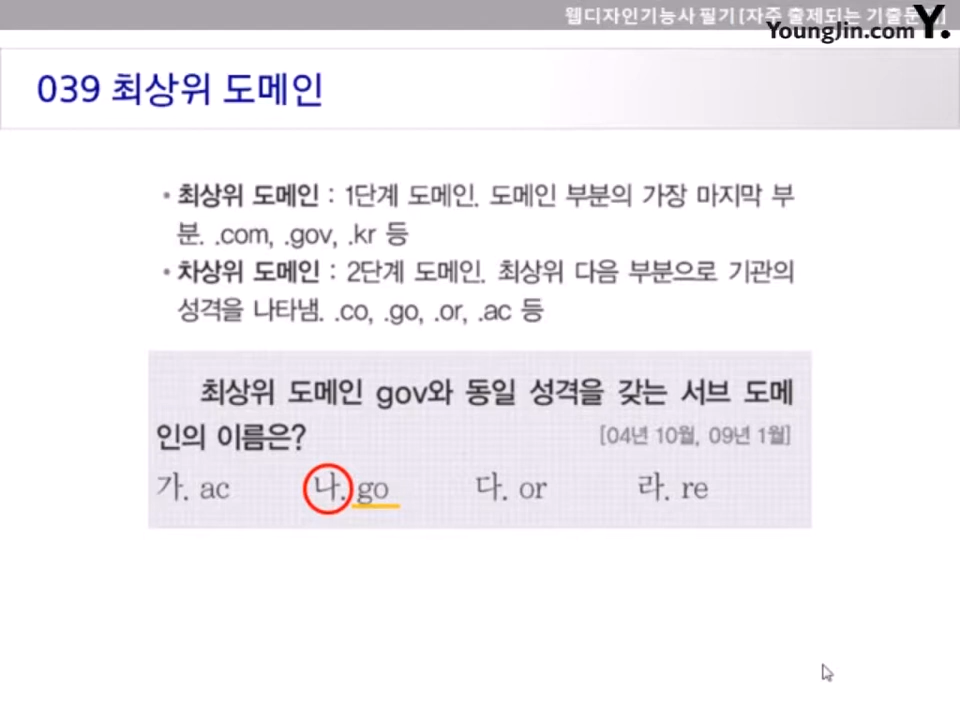 웹디자인기능사 필기[자주 출제되는 기출문제]
YoungJin.com Y.
039 최상위 도메인
• 최상위 도메인 : 1단계 도메인. 도메인 부분의 가장 마지막 부
분. .com, .gov, .kr 등
• 차상위 도메인 : 2단계 도메인. 최상위 다음 부분으로 기관의
성격을 나타냄. .co, .go, .or, .ac 등
최상위 도메인 gov와 동일 성격을 갖는 서브 도메
인의 이름은? [04년 10월, 09년 1월]
가. ac 나. go 다. or 라. re